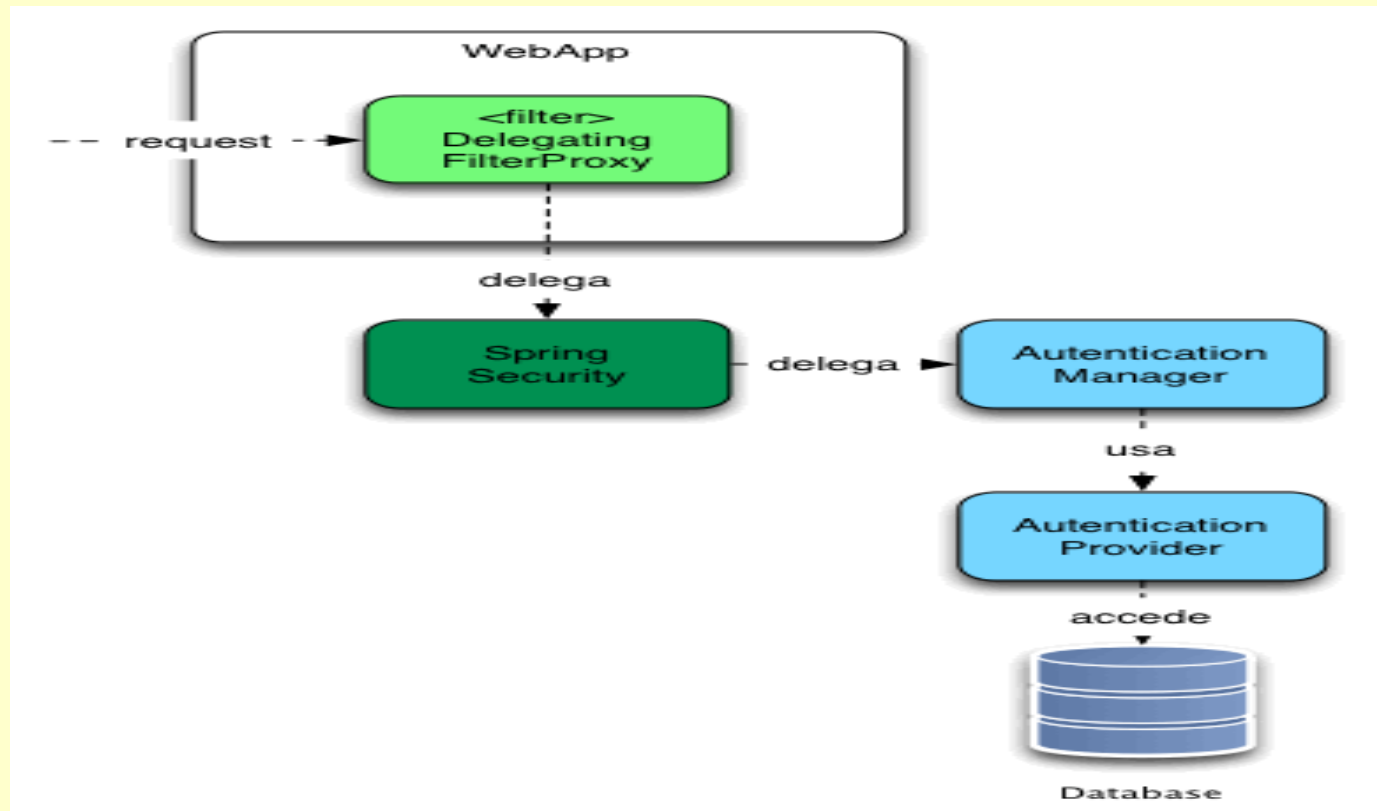 WebApp
<filter>
Delegating
FilterProxy
request
delega
Spring
Security
delega
Autentication
Manager
usa
Autentication
Provider
accede
Database